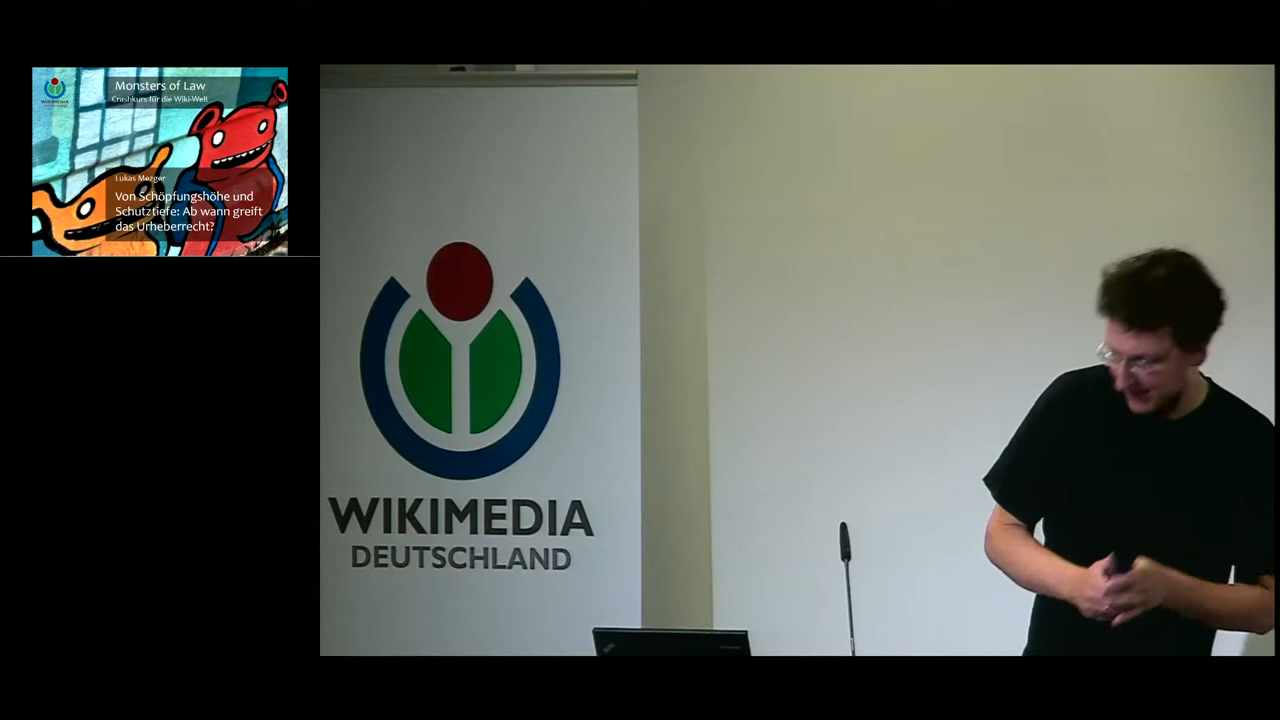 WIKIMEDIA
Monsters of Law
Crashkurs für die Wiki-Welt
Lukas Mezger
Von Schöpfungshöhe und
Schutztiefe: Ab wann greift
das Urheberrecht?
WIKIMEDIA
DEUTSCHLAND